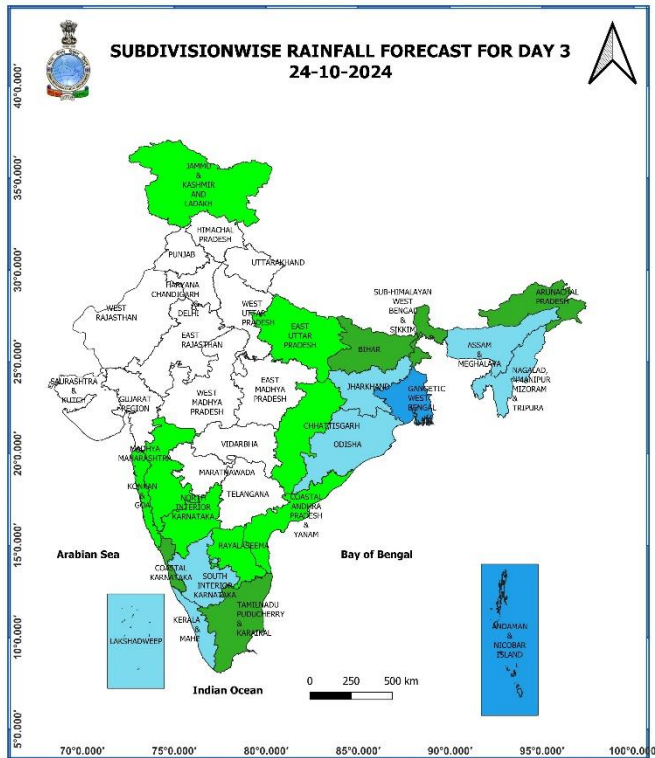 SUBDIVISIONWISE RAINFALL FORECAST FOR DAY 3
24-10-2024
40°0.000'
35°0.000'
30°0.000'
25°0.000'
20°0.000'
15°0.000'
10°0.000'
5°0.000'
JAMMU
&
KASHMIR
AND
LADAKH
HIMACHAL
PRADESH
PUNJAB
UTTARAKHAND
HARYANA
CHANDIGARH
DELHI
WEST
RAJASTHAN
EAST
RAJASTHAN
WEST
UTTAR
PRADESH
EAST
UTTAR
PRADESH
SUB-HIMALAYAN
WEST
BENGAL
&
SIKKIM
ARUNACHAL
PRADESH
BIHAR
ASSAM
&
MEGHALAYA
NAGALAD,
MANIPUR
MIZORAM
&
TRIPURA
JHARKHAND
GANGETIC
WEST
BENGAL
SAURASHTRA
&
KUTCH
GUJARAT
REGION
WEST
MADHYA
PRADESH
EAST
MADHYA
PRADESH
CHHATTISGARH
ODISHA
VIDARBHA
MADHYA
MAHARASHTRA
MARATHWADA
TELANGANA
KONKAN
&
GOA
NORTH
INTERIOR
KARNATAKA
COASTAL
ANDHRA
PRADESH
&
YANAM
RAYALASEEMA
Arabian Sea
Bay of Bengal
COASTAL
KARNATAKA
SOUTH
INTERIOR
KARNATAKA
TAMILNADU
PUDUCHERRY
&
KARAIKAL
KERALA
&
MAHE
LAKSHADWEEP
ANDAMAN
&
NICOBAR
ISLAND
Indian Ocean
0 250 500 km
70°0.000' 75°0.000' 80°0.000' 85°0.000' 90°0.000' 95°0.000' 100°0.000'